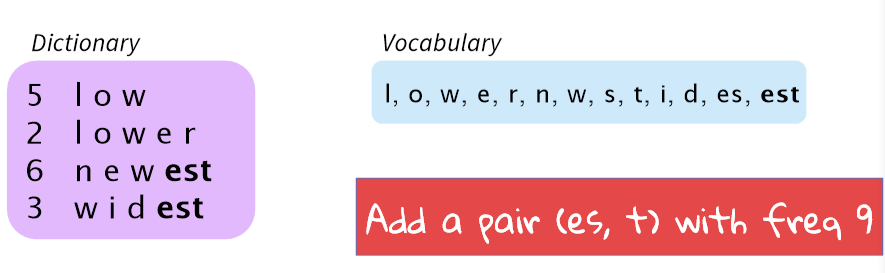 Dictionary
5 l o w
2 l o w e r
6 n e w est
3 w i d est
Vocabulary
l, o, w, e, r, n, w, s, t, i, d, es, est
Add a pair (es, t) with freq 9